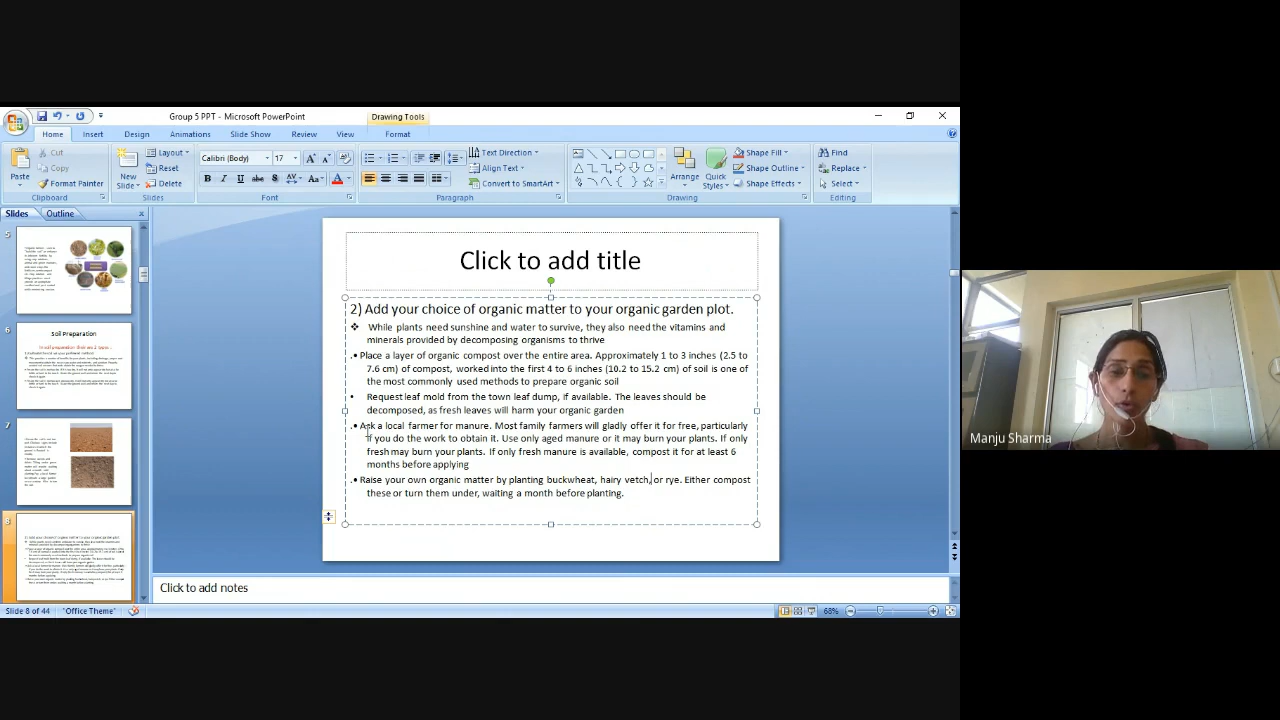 Group 5 PPT - Microsoft PowerPoint
Drawing Tools
Home Insert Design Animations Slide Show Review View Format
Paste
Cut
Copy
Format Painter
Clipboard
New Slide
Layout
Reset
Delete
Slides
Calibri (Body) 17
B I U abc S AV Aa A
Font
Text Direction
Align Text
Convert to SmartArt
Paragraph
Arrange
Quick Styles
Shape Fill
Shape Outline
Shape Effects
Drawing
Find
Replace
Select
Editing
Slides Outline
5
6
Soil Preparation
7
8
Click to add title
2) Add your choice of organic matter to your organic garden plot.
❖ While plants need sunshine and water to survive, they also need the vitamins and
minerals provided by decomposing organisms to thrive
.• Place a layer of organic compost over the entire area. Approximately 1 to 3 inches (2.5 to
7.6 cm) of compost, worked into the first 4 to 6 inches (10.2 to 15.2 cm) of soil is one of
the most commonly used methods to prepare organic soil
• Request leaf mold from the town leaf dump, if available. The leaves should be
decomposed, as fresh leaves will harm your organic garden
.• Ask a local farmer for manure. Most family farmers will gladly offer it for free, particularly
if you do the work to obtain it. Use only aged manure or it may burn your plants. If only
fresh may burn your plants. If only fresh manure is available, compost it for at least 6
months before applying
.• Raise your own organic matter by planting buckwheat, hairy vetch, or rye. Either compost
these or turn them under, waiting a month before planting.
Click to add notes
Slide 8 of 44 "Office Theme" 68%
Manju Sharma